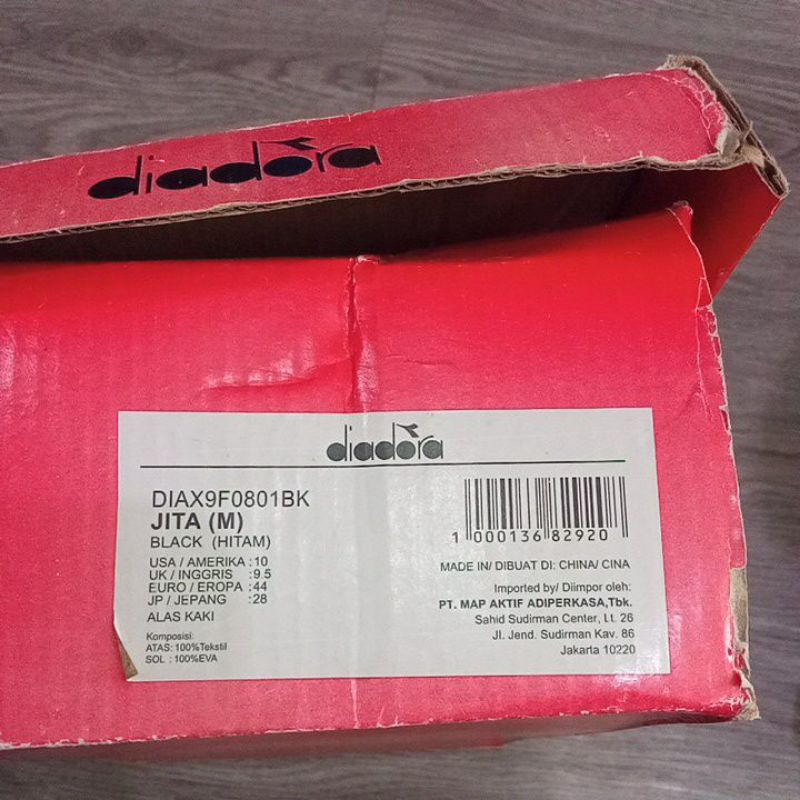 diadora
diadora
DIAX9F0801BK
JITA (M)
BLACK (HITAM)
USA / AMERIKA :10
UK / INGGRIS :9.5
EURO / EROPA :44
JP / JEPANG :28
ALAS KAKI
Komposisi:
ATAS: 100%Tekstil
SOL : 100%EVA
1 000136 82920
MADE IN/ DIBUAT DI: CHINA/ CINA
Imported by/ Diimpor oleh:
PT. MAP AKTIF ADIPERKASA,Tbk.
Sahid Sudirman Center, Lt. 26
Jl. Jend. Sudirman Kav. 86
Jakarta 10220